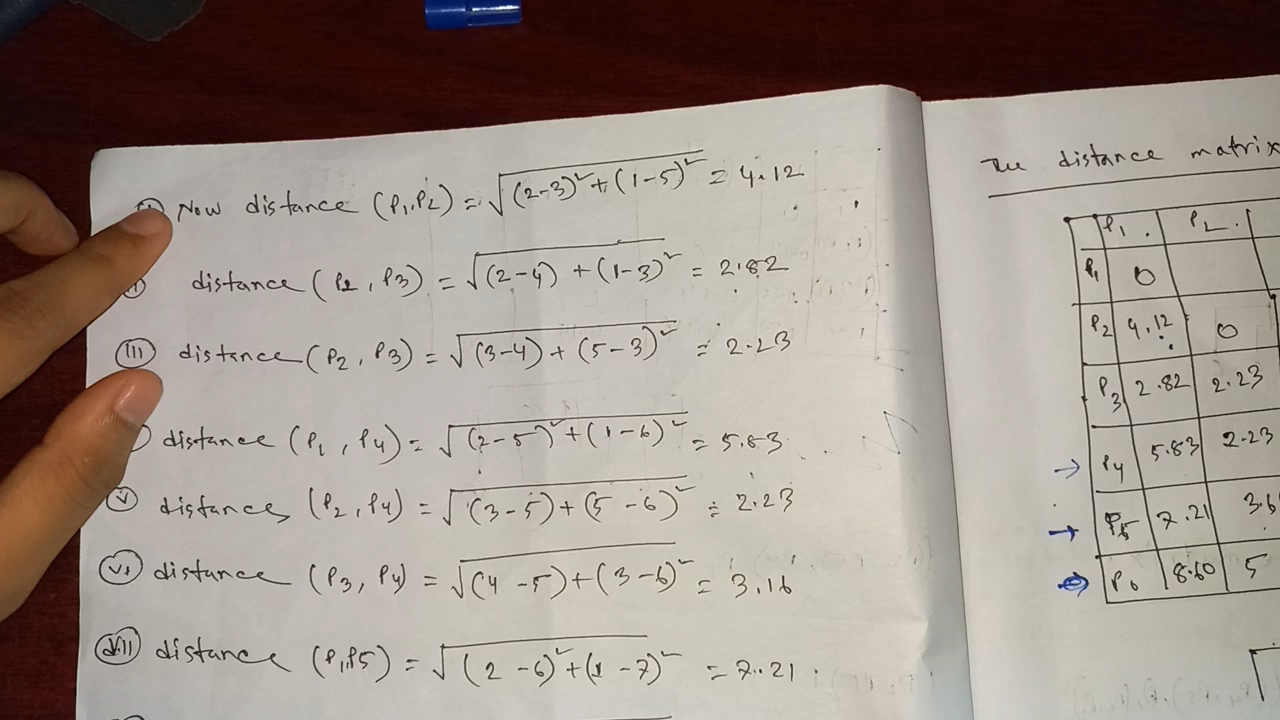 Now distance (P1,P2) = √(2-3)²+(1-5)² = 4.12
distance (P2, P3) = √(2-4) + (1-3)² = 2.82
(III) distance (P2, P3) = √(3-4) + (5-3)² = 2.23
distance (P1, P4) = √(2-5)²+(1-6)² = 5.83
(V) distance, (P2, P4) = √(3-5)+(5-6)² = 2.23
(VI) distance (P3, P4) = √(4-5)+(3-6)² = 3.16
distance (P1,P5) = √(2-6)²+(1-7)² = 7.21
The distance matrix
P1 P2
P1 0
P2 4.12 0
P3 2.82 2.23
→ P4 5.83 2.23
→ P5 7.21 3.6
P6 8.60 5